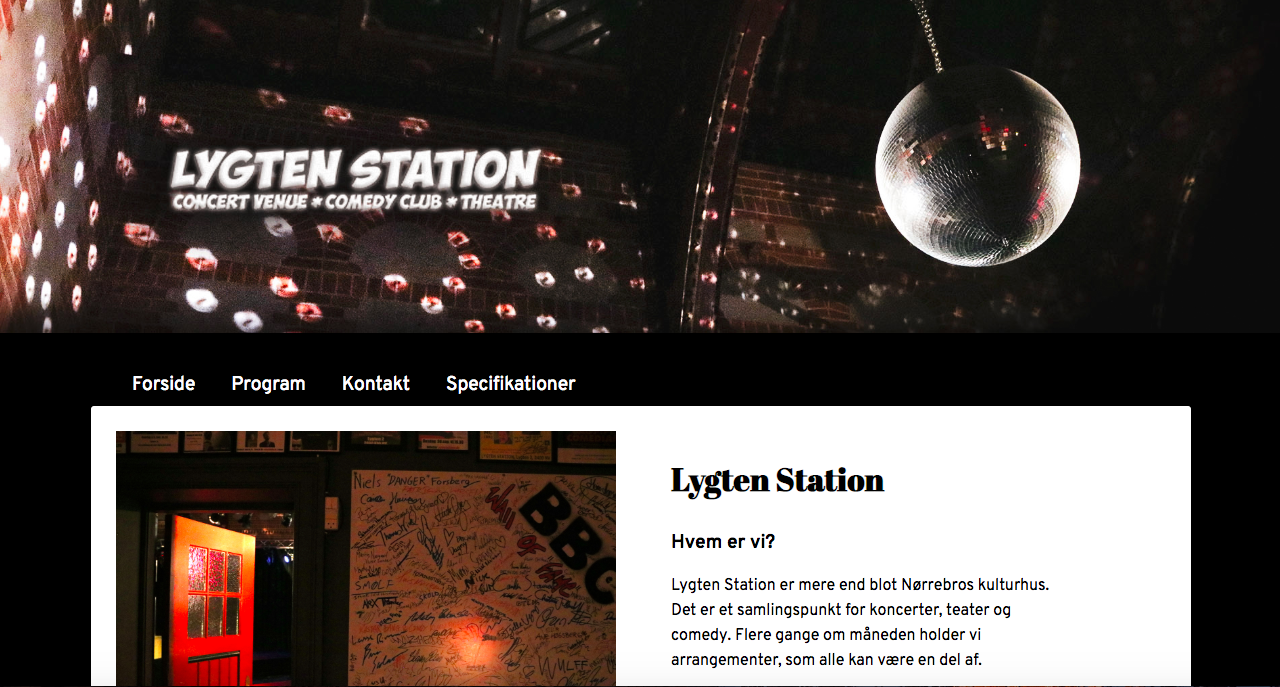 LYGTEN STATION
CONCERT VENUE * COMEDY CLUB * THEATRE
Forside Program Kontakt Specifikationer
Niels "DANGER" Forsberg
WALL
OF
FAME
BBC
SMOLF
WULFF
Lygten Station
Hvem er vi?
Lygten Station er mere end blot Nørrebros kulturhus.
Det er et samlingspunkt for koncerter, teater og
comedy. Flere gange om måneden holder vi
arrangementer, som alle kan være en del af.